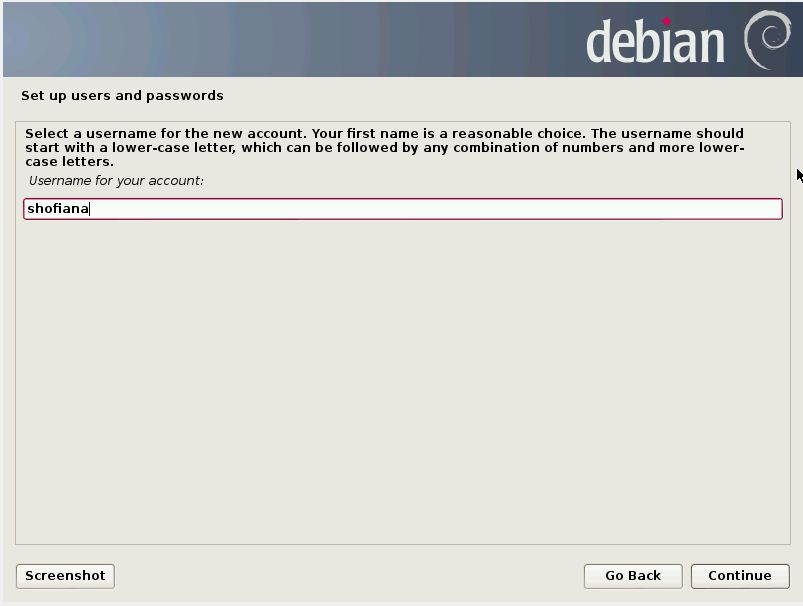 debian
Set up users and passwords
Select a username for the new account. Your first name is a reasonable choice. The username should
start with a lower-case letter, which can be followed by any combination of numbers and more lower-
case letters.
Username for your account:
shofiana
Screenshot
Go Back
Continue